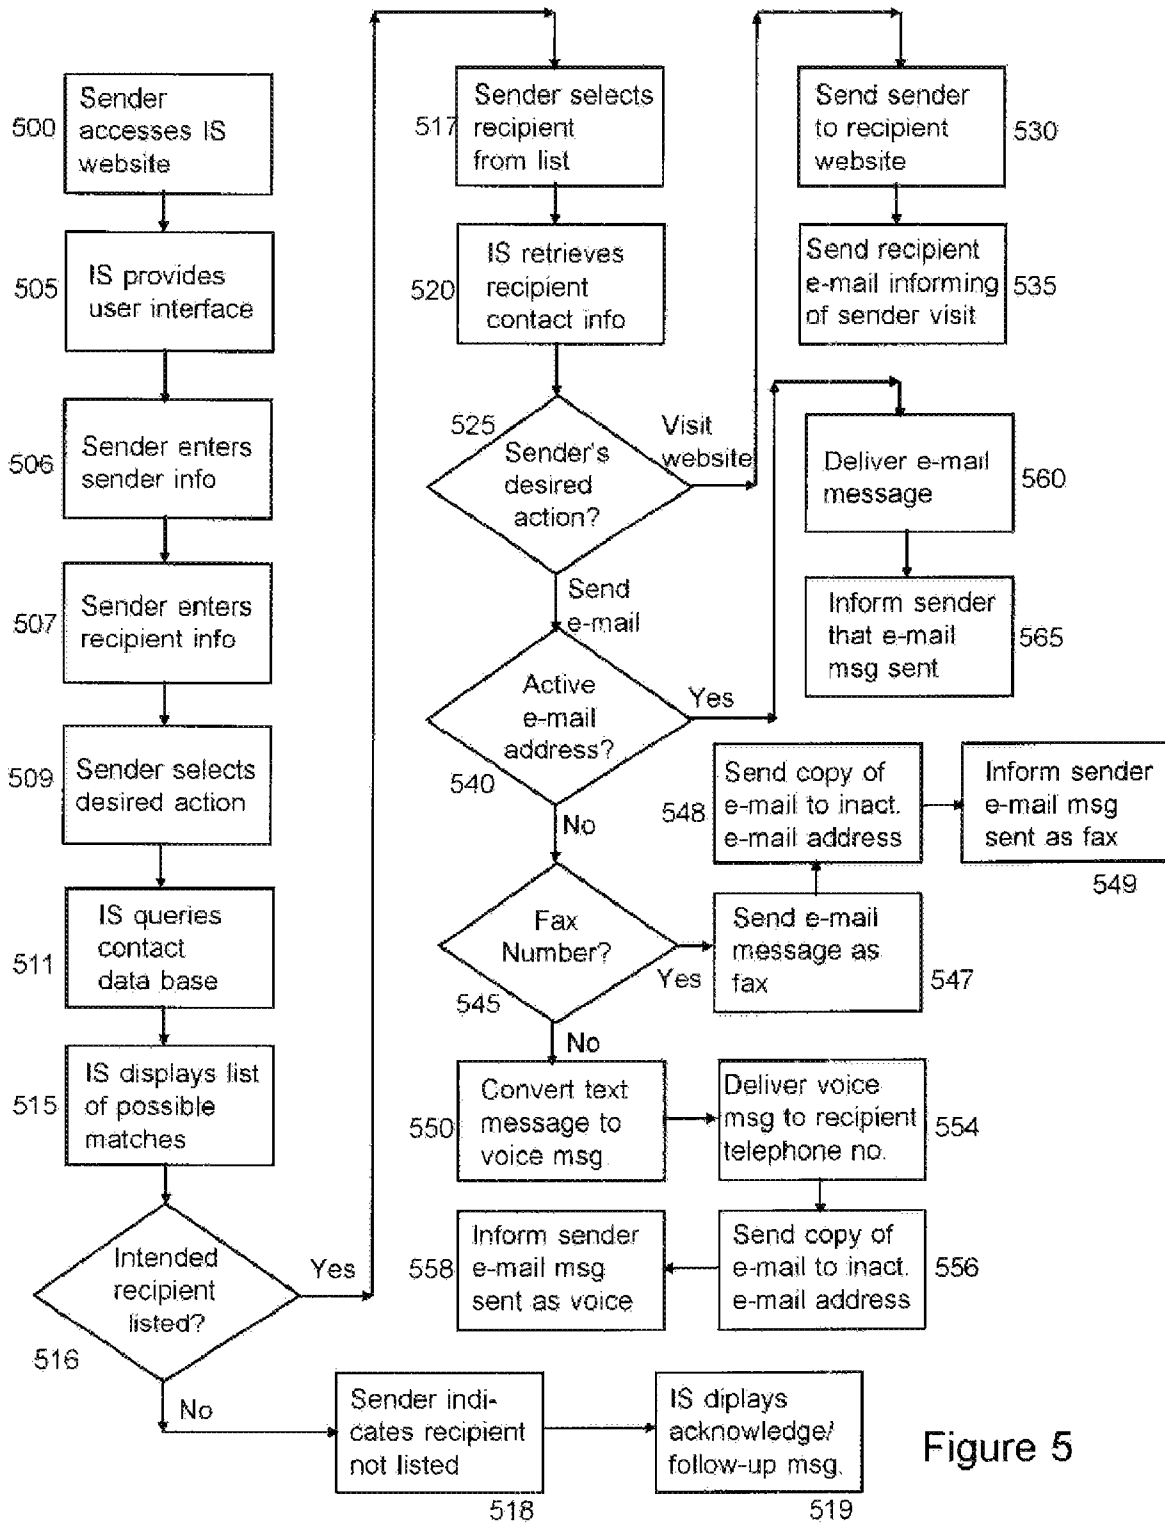 500
Sender
accesses IS
website
505
IS provides
user interface
506
Sender enters
sender info
507
Sender enters
recipient info
509
Sender selects
desired action
511
IS queries
contact
data base
515
IS displays list
of possible
matches
Intended
recipient
listed?
516
Yes
No
Sender indi-
cates recipient
not listed
518
IS diplays
acknowledge/
follow-up msg.
519
517
Sender selects
recipient
from list
520
IS retrieves
recipient
contact info
525
Sender's
desired
action?
Visit
website
Send
e-mail
Send sender
to recipient
website
530
Send recipient
e-mail informing
of sender visit
535
Active
e-mail
address?
540
Yes
No
Deliver e-mail
message
560
Inform sender
that e-mail
msg sent
565
Fax
Number?
545
Yes
No
Send e-mail
message as
fax
547
548
Send copy of
e-mail to inact.
e-mail address
Inform sender
e-mail msg
sent as fax
549
550
Convert text
message to
voice msg
Deliver voice
msg to recipient
telephone no.
554
Send copy of
e-mail to inact.
e-mail address
556
558
Inform sender
e-mail msg
sent as voice
Figure 5